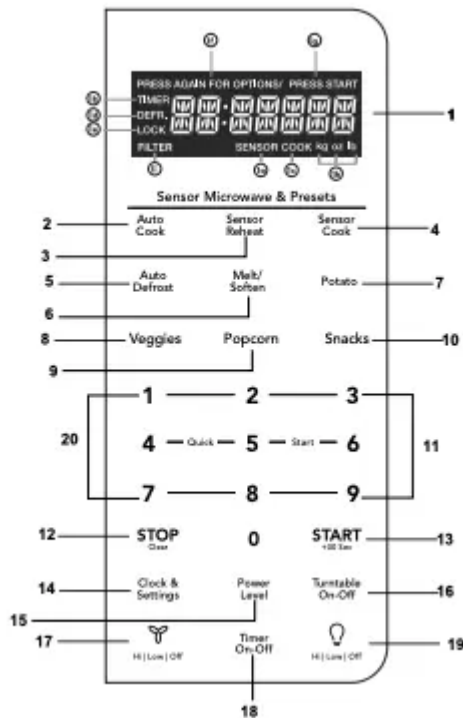 PRESS AGAIN FOR OPTIONS/ PRESS START
TIMER
DEFR.
LOCK
1
FILTER SENSOR COOK kg oz lb
Sensor Microwave & Presets
2 Auto Cook Sensor Reheat Sensor Cook 4
3
5 Auto Defrost Melt/ Soften Potato 7
6
8 Veggies Popcorn Snacks 10
9
1 2 3
20 4 Quick 5 Start 6 11
7 8 9
12 STOP Clear 0 START +30 Sec 13
14 Clock & Settings Power Level Turntable On-Off 16
15
17 Hi | Low | Off Timer On-Off Hi | Low | Off 19
18